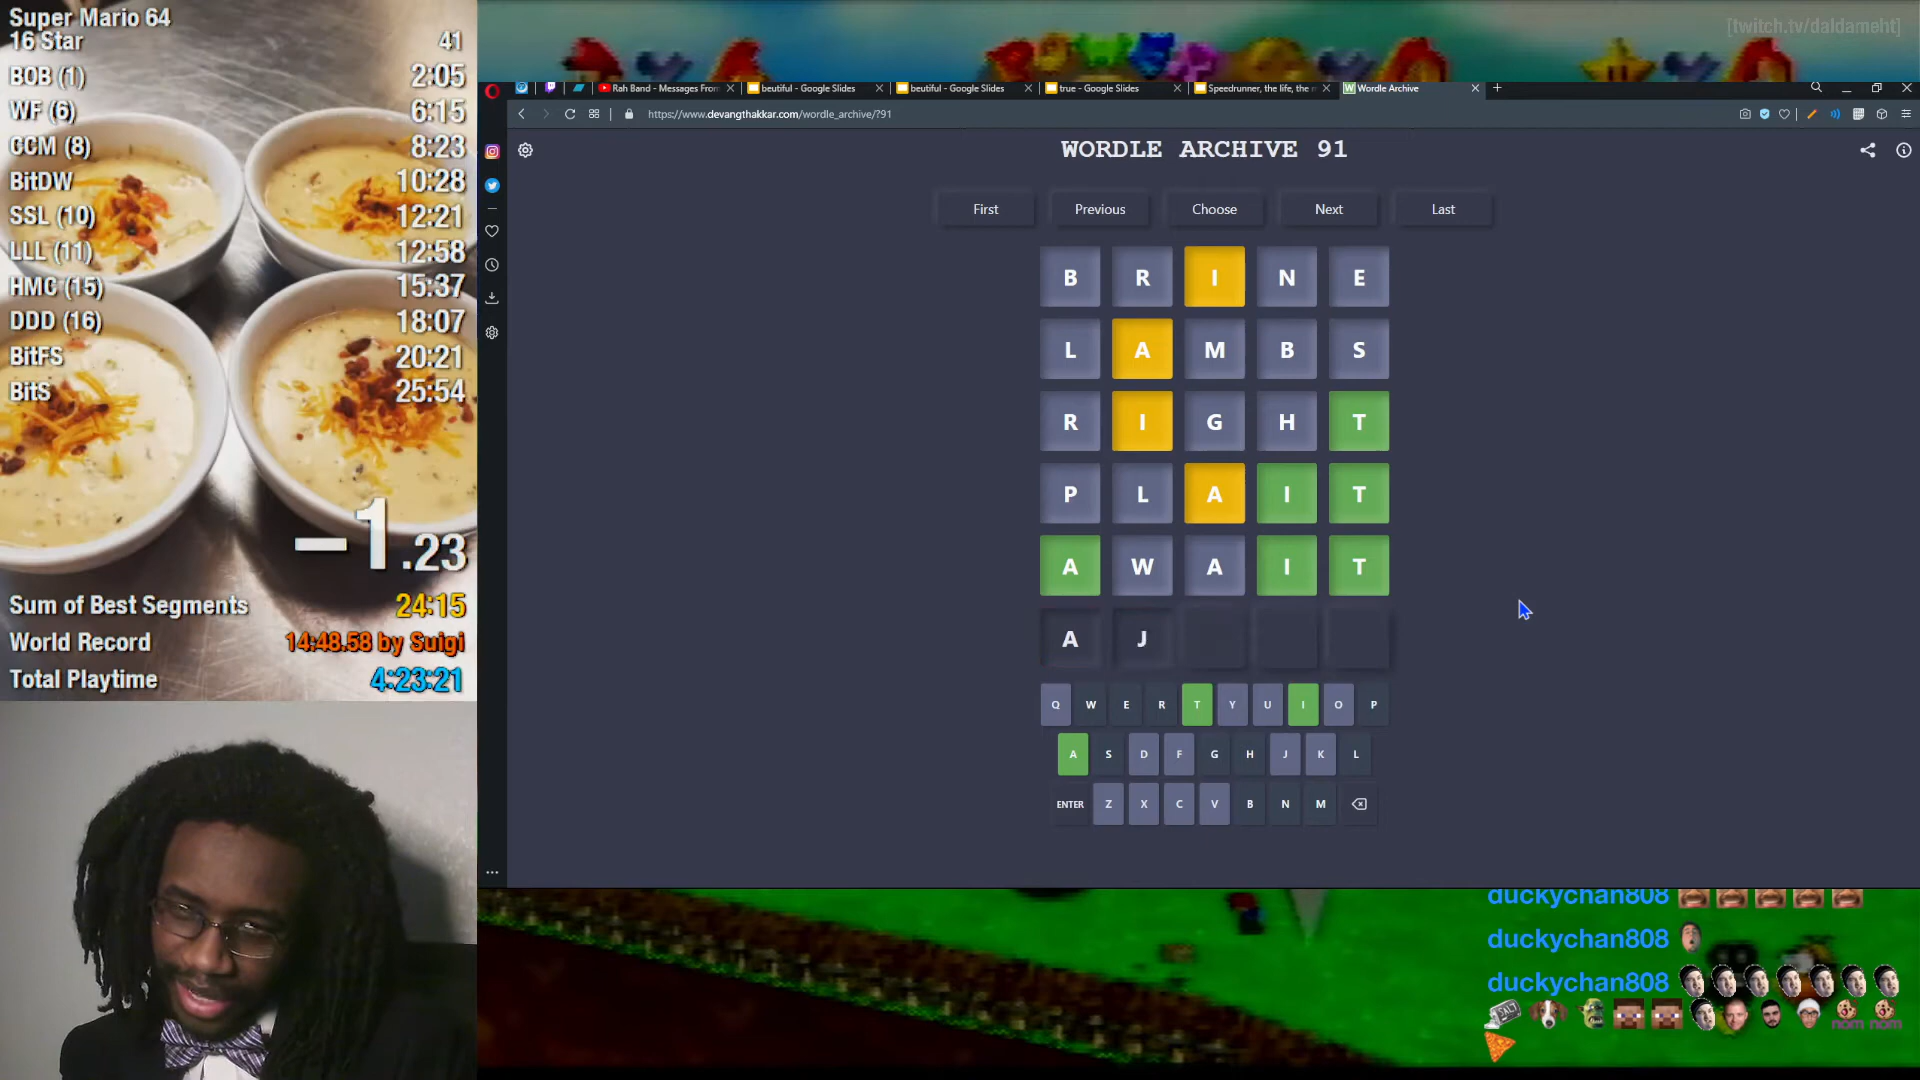 Super Mario 64
16 Star 41
BOB (1) 2:05
WF (6) 6:15
CCM (8) 8:23
BitDW 10:28
SSL (10) 12:21
LLL (11) 12:58
HMC (15) 15:37
DDD (16) 18:07
BitFS 20:21
BitS 25:54
−1.23
Sum of Best Segments 24:15
World Record 14:48.58 by Suigi
Total Playtime 4:23:21
[twitch.tv/daldameht]
Rah Band - Messages From
beutiful - Google Slides
beutiful - Google Slides
true - Google Slides
Speedrunner, the life, the m
Wordle Archive
https://www.devangthakkar.com/wordle_archive/?91
WORDLE ARCHIVE 91
First Previous Choose Next Last
B R I N E
L A M B S
R I G H T
P L A I T
A W A I T
A J
Q W E R T Y U I O P
A S D F G H J K L
ENTER Z X C V B N M
duckychan808
duckychan808
duckychan808
SALT
nom nom